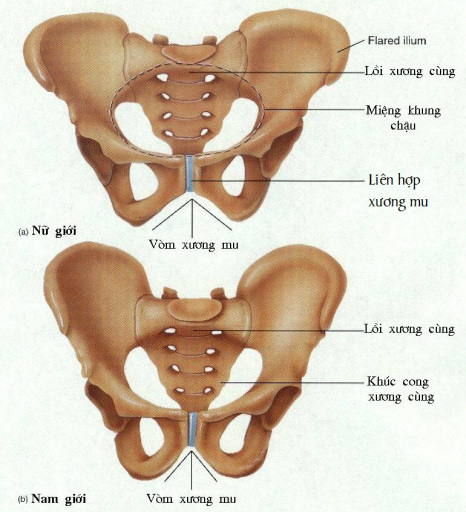 Flared ilium
Lồi xương cùng
Miệng khung
chậu
Liên hợp
xương mu
(a) Nữ giới
Vòm xương mu
Lồi xương cùng
Khúc cong
xương cùng
(b) Nam giới
Vòm xương mu